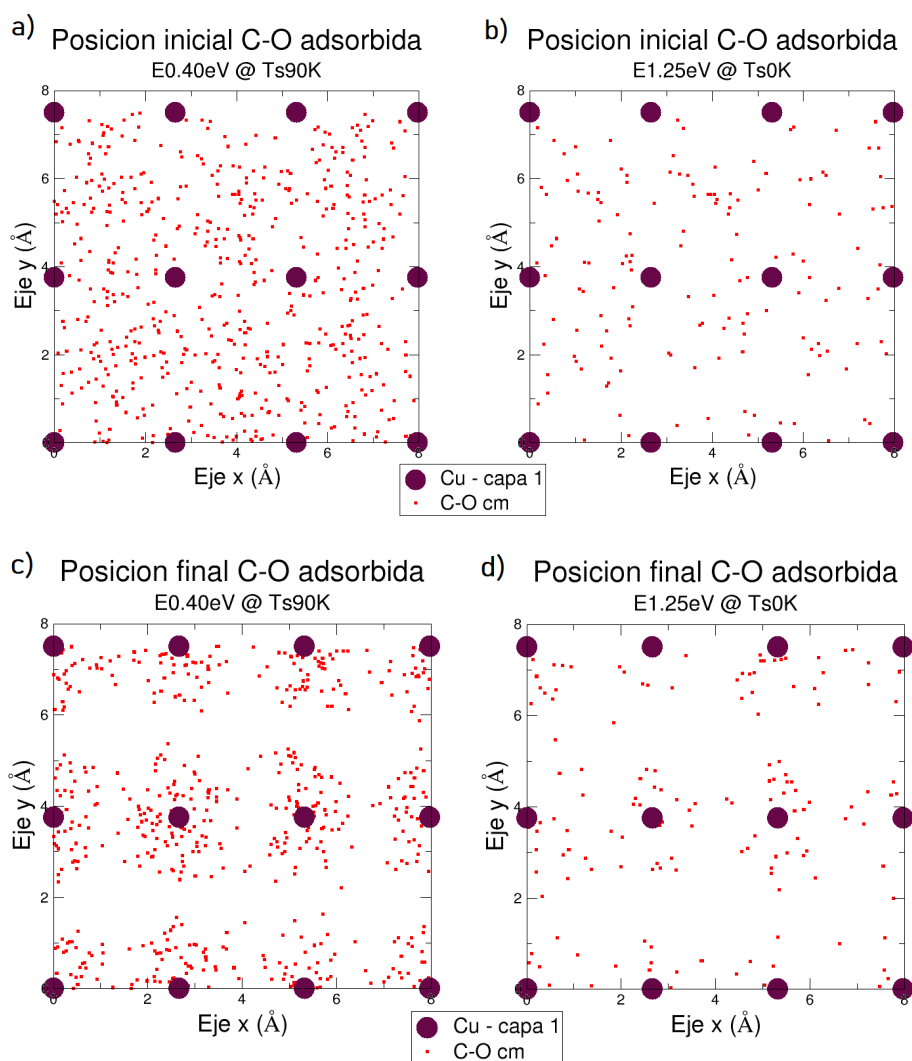 a)
Posicion inicial C-O adsorbida
E0.40eV @ Ts90K
8
6
4
2
0
0 2 4 6 8
Eje y (Å)
Eje x (Å)
b)
Posicion inicial C-O adsorbida
E1.25eV @ Ts0K
8
6
4
2
0
0 2 4 6 8
Eje y (Å)
Eje x (Å)
Cu - capa 1
C-O cm
c)
Posicion final C-O adsorbida
E0.40eV @ Ts90K
8
6
4
2
0
0 2 4 6 8
Eje y (Å)
Eje x (Å)
d)
Posicion final C-O adsorbida
E1.25eV @ Ts0K
8
6
4
2
0
0 2 4 6 8
Eje y (Å)
Eje x (Å)
Cu - capa 1
C-O cm